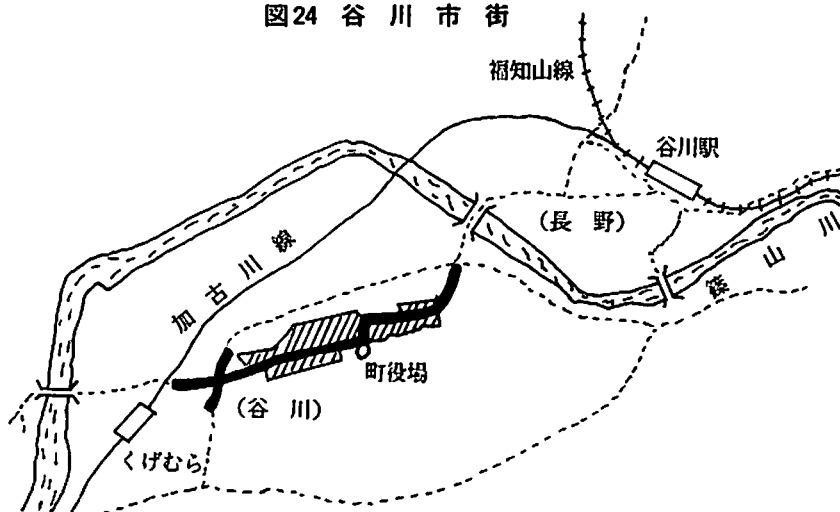 図24 谷川市街
福知山線
谷川駅
(長野)
篠山川
加古川線
町役場
(谷川)
くげむら